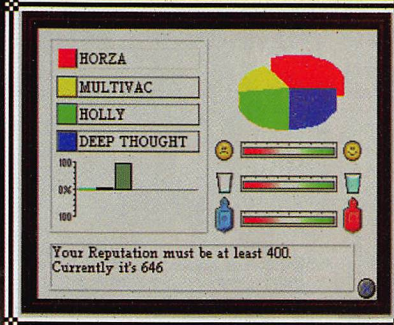 HORZA
MULTIVAC
HOLLY
DEEP THOUGHT
100
0%
100
Your Reputation must be at least 400.
Currently it's 646